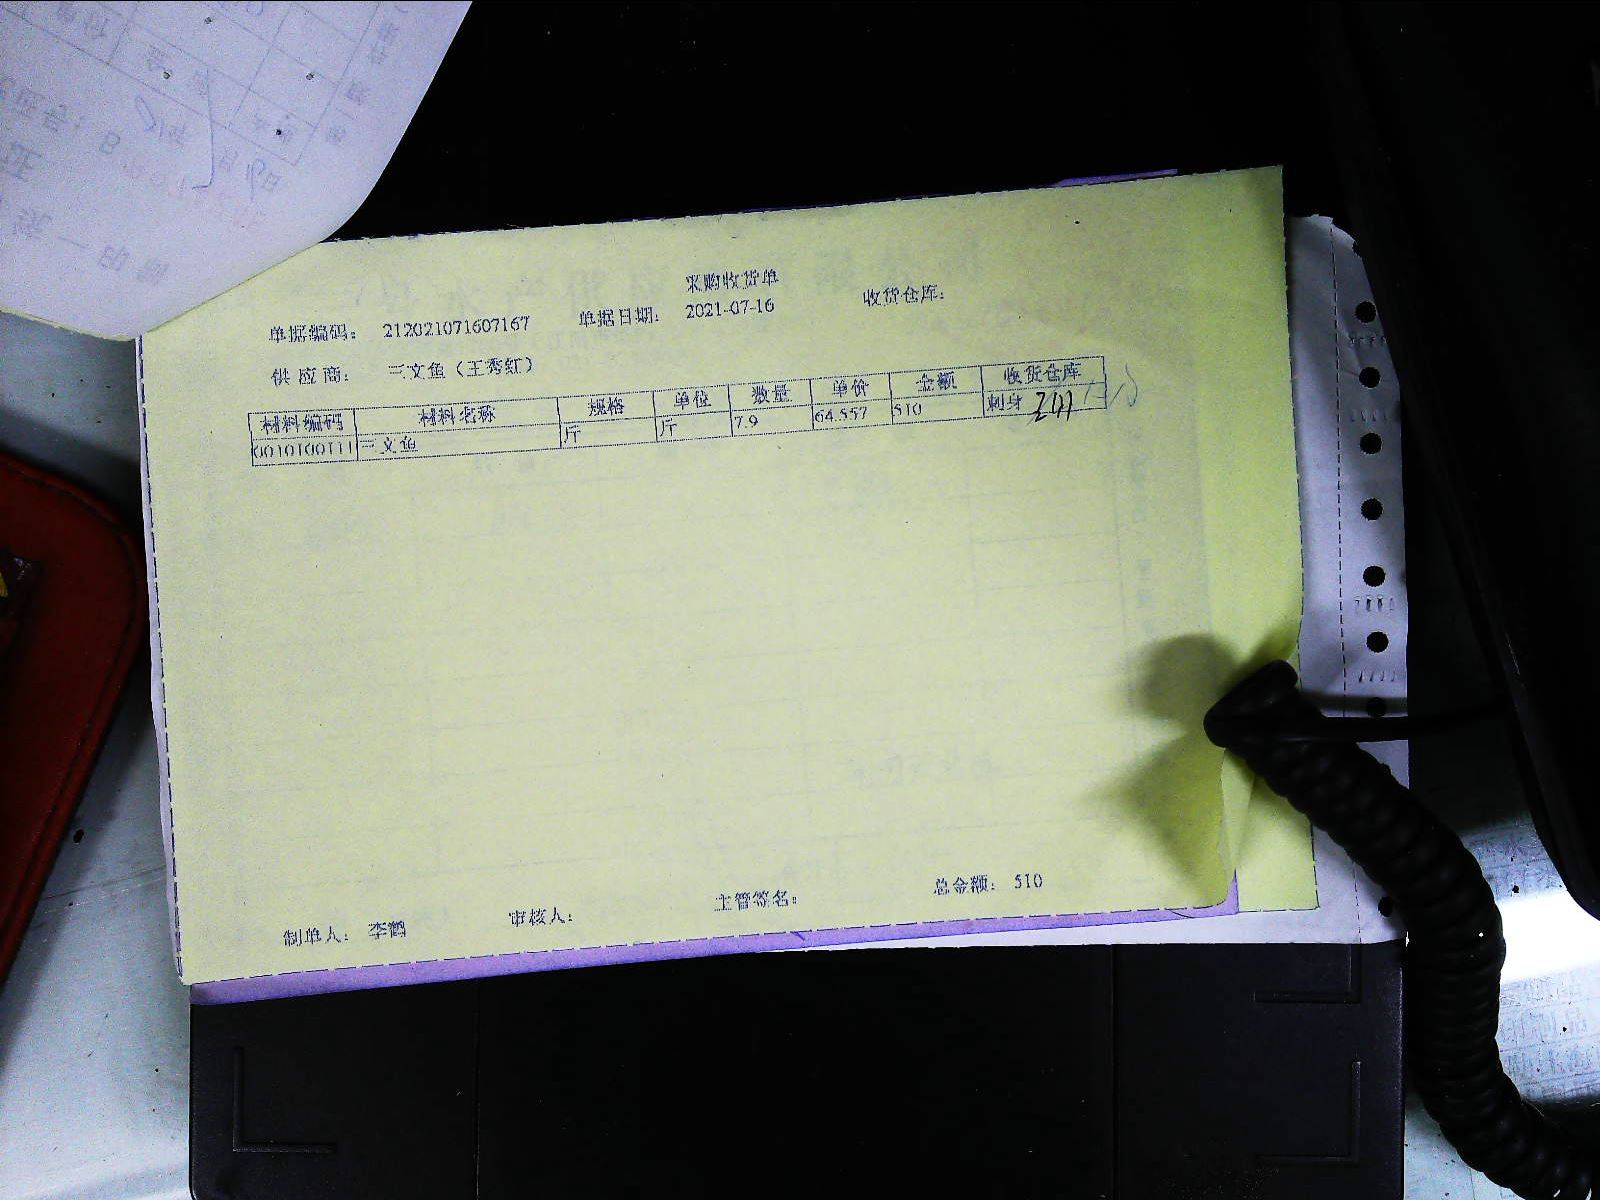 采购收货单
单据编码: 212021071607167 单据日期: 2021-07-16 收货仓库:
供应商: 三文鱼(王秀红)
材料编码 材料名称 规格 单位 数量 单价 金额 收货仓库
0010100111 三文鱼 斤 斤 7.9 64.557 510 刺身
制单人: 李鹤 审核人: 主管签名: 总金额: 510